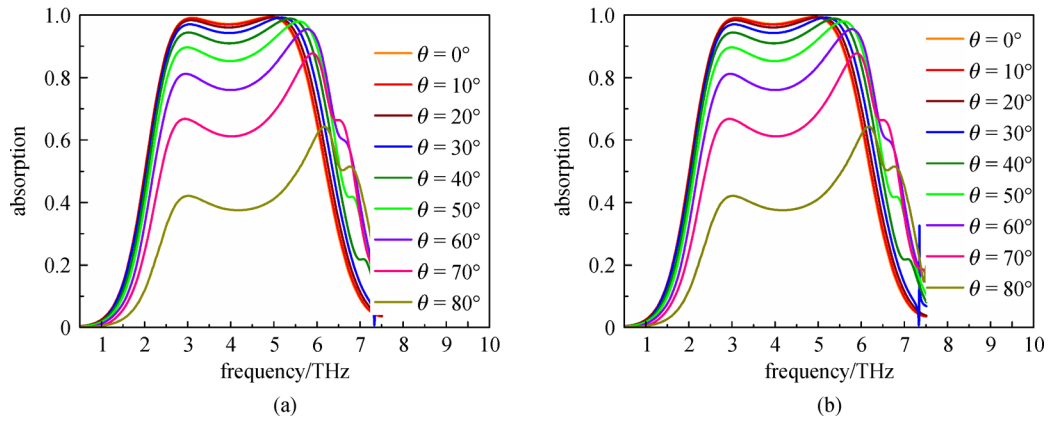 1.0
0.8
0.6
0.4
0.2
0
absorption
θ = 0°
θ = 10°
θ = 20°
θ = 30°
θ = 40°
θ = 50°
θ = 60°
θ = 70°
θ = 80°
1 2 3 4 5 6 7 8 9 10
frequency/THz
(a)
1.0
0.8
0.6
0.4
0.2
0
absorption
θ = 0°
θ = 10°
θ = 20°
θ = 30°
θ = 40°
θ = 50°
θ = 60°
θ = 70°
θ = 80°
1 2 3 4 5 6 7 8 9 10
frequency/THz
(b)